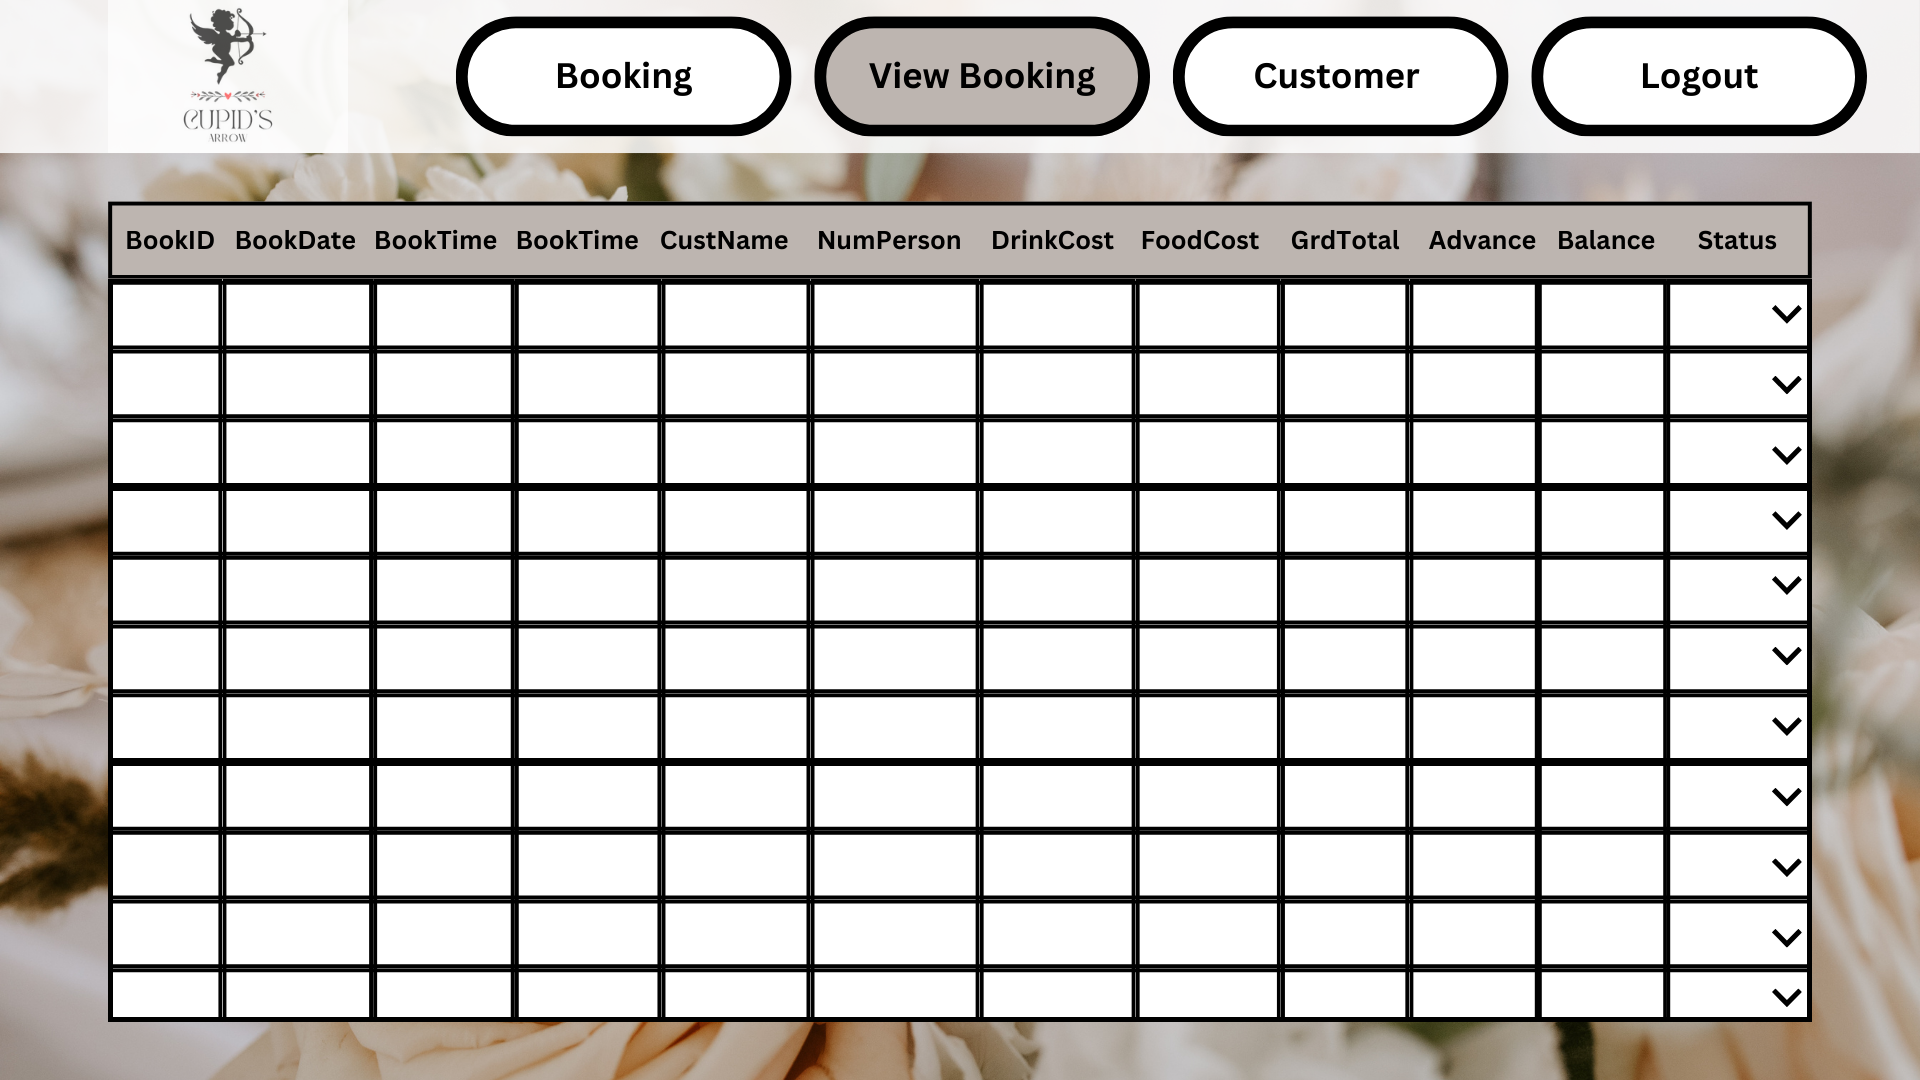 CUPID'S
ARROW
Booking
View Booking
Customer
Logout
BookID BookDate BookTime BookTime CustName NumPerson DrinkCost FoodCost GrdTotal Advance Balance Status